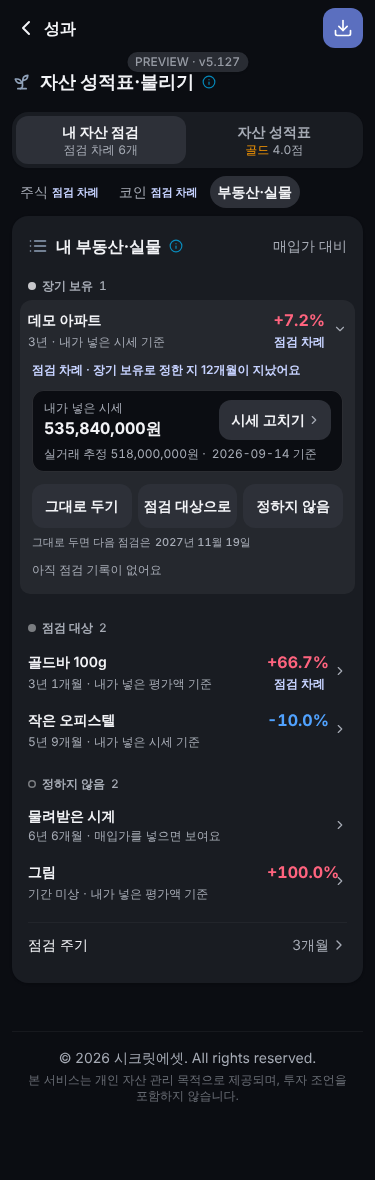 성과
PREVIEW · v5.127
자산 성적표·불리기
내 자산 점검
점검 차례 6개
자산 성적표
골드 4.0점
주식 점검 차례
코인 점검 차례
부동산·실물
내 부동산·실물
매입가 대비
장기 보유 1
데모 아파트
+7.2%
3년 · 내가 넣은 시세 기준
점검 차례
점검 차례 · 장기 보유로 정한 지 12개월이 지났어요
내가 넣은 시세
535,840,000원
시세 고치기
실거래 추정 518,000,000원 · 2026-09-14 기준
그대로 두기
점검 대상으로
정하지 않음
그대로 두면 다음 점검은 2027년 11월 19일
아직 점검 기록이 없어요
점검 대상 2
골드바 100g
+66.7%
3년 1개월 · 내가 넣은 평가액 기준
점검 차례
작은 오피스텔
-10.0%
5년 9개월 · 내가 넣은 시세 기준
정하지 않음 2
물려받은 시계
6년 6개월 · 매입가를 넣으면 보여요
그림
+100.0%
기간 미상 · 내가 넣은 평가액 기준
점검 주기
3개월
© 2026 시크릿에셋. All rights reserved.
본 서비스는 개인 자산 관리 목적으로 제공되며, 투자 조언을
포함하지 않습니다.